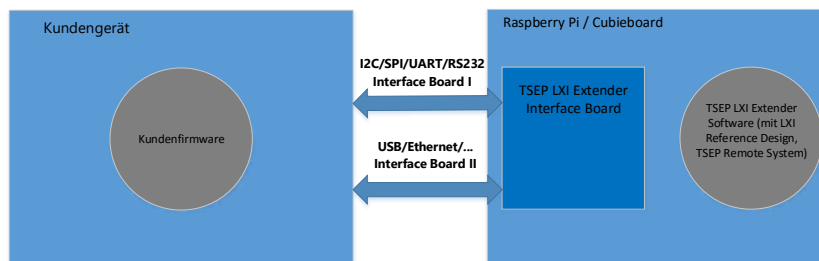 Kundengerät
Kundenfirmware
I2C/SPI/UART/RS232
Interface Board I
USB/Ethernet/...
Interface Board II
Raspberry Pi / Cubieboard
TSEP LXI Extender
Interface Board
TSEP LXI Extender
Software (mit LXI
Reference Design,
TSEP Remote System)